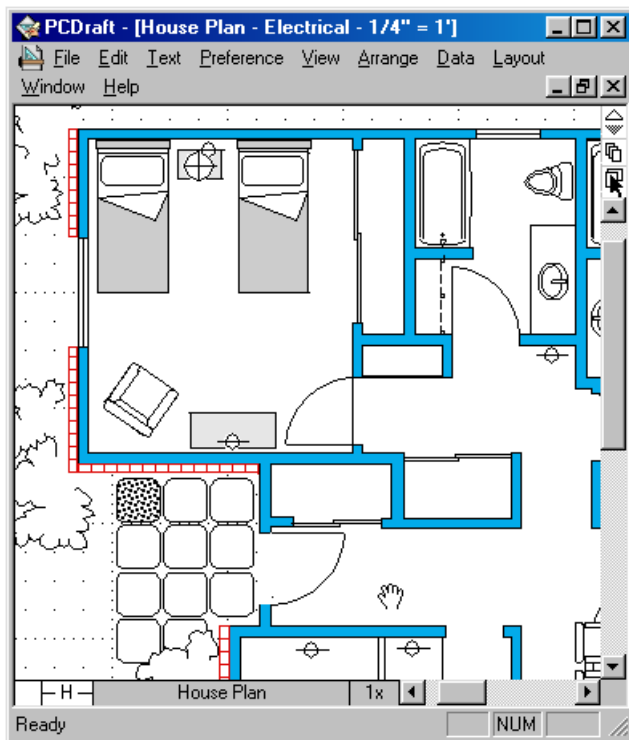 PCDraft - [House Plan - Electrical - 1/4" = 1']
File Edit Text Preference View Arrange Data Layout
Window Help
H House Plan 1x
Ready NUM